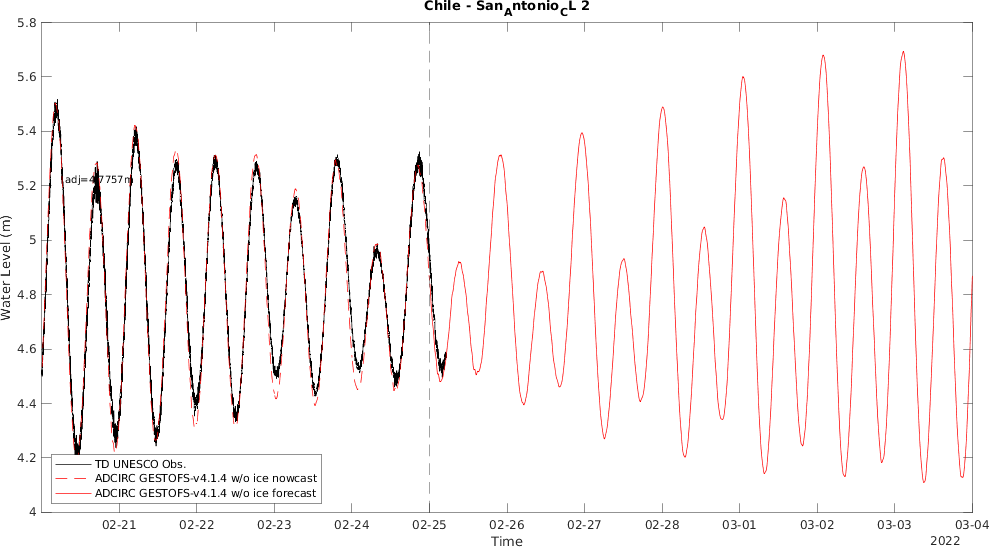 Chile - SanAntonioCL 2
5.8
5.6
5.4
5.2
5
4.8
4.6
4.4
4.2
4
Water Level (m)
adj=4.7757m
TD UNESCO Obs.
ADCIRC GESTOFS-v4.1.4 w/o ice nowcast
ADCIRC GESTOFS-v4.1.4 w/o ice forecast
02-21 02-22 02-23 02-24 02-25 02-26 02-27 02-28 03-01 03-02 03-03 03-04
Time
2022